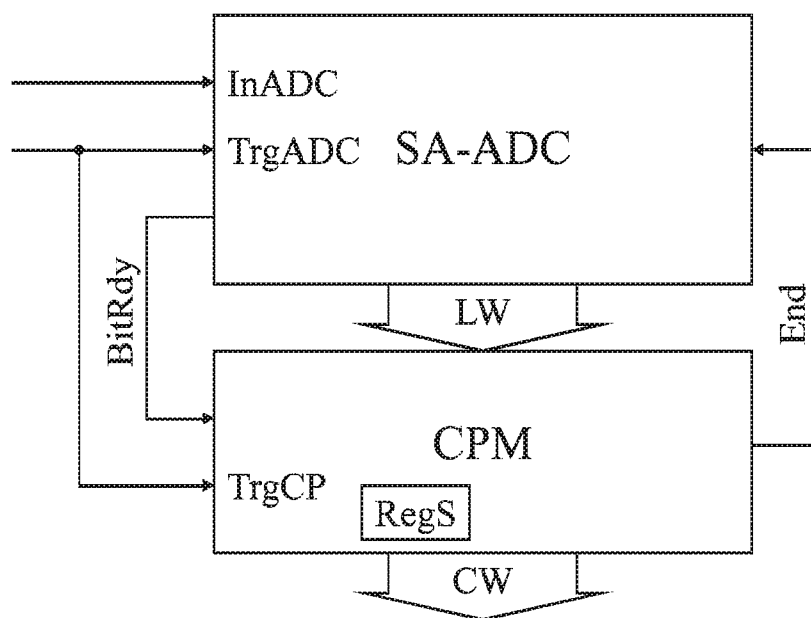 InADC
TrgADC
SA-ADC
BitRdy
LW
End
CPM
TrgCP
RegS
CW